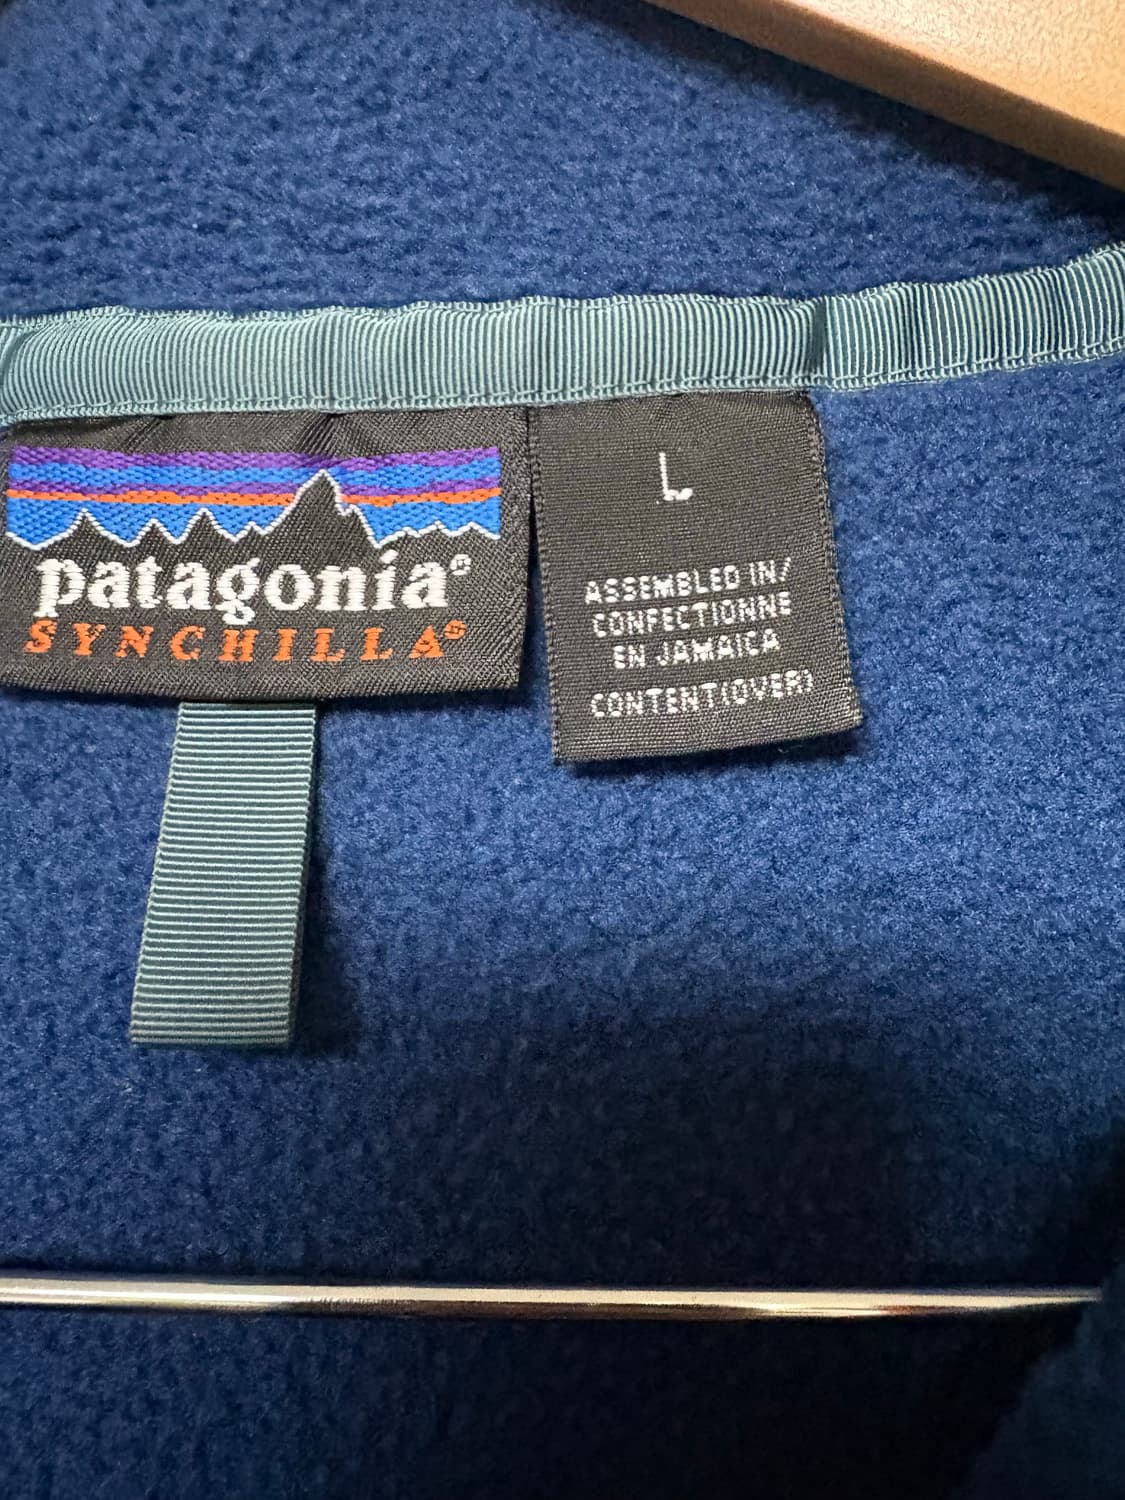 patagonia®
SYNCHILLA®
L
ASSEMBLED IN/
CONFECTIONNE
EN JAMAICA
CONTENT(OVER)